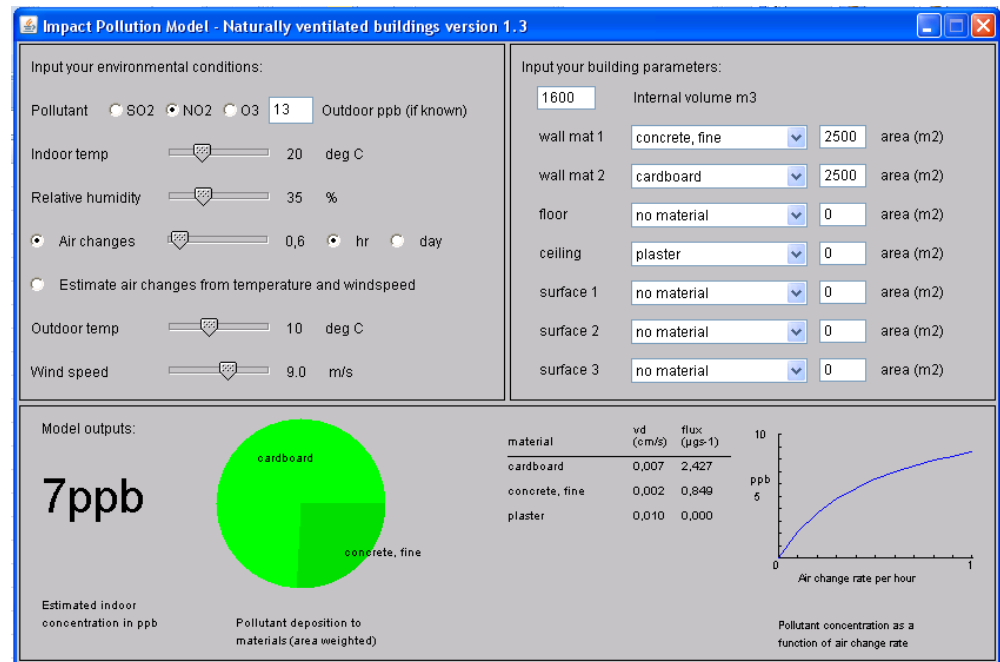 Impact Pollution Model - Naturally ventilated buildings version 1.3
Input your environmental conditions:
Pollutant SO2 NO2 O3 13 Outdoor ppb (if known)
Indoor temp 20 deg C
Relative humidity 35 %
Air changes 0,6 hr day
Estimate air changes from temperature and windspeed
Outdoor temp 10 deg C
Wind speed 9.0 m/s
Input your building parameters:
1600 Internal volume m3
wall mat 1 concrete, fine 2500 area (m2)
wall mat 2 cardboard 2500 area (m2)
floor no material 0 area (m2)
ceiling plaster 0 area (m2)
surface 1 no material 0 area (m2)
surface 2 no material 0 area (m2)
surface 3 no material 0 area (m2)
Model outputs:
7ppb
Estimated indoor
concentration in ppb
cardboard
concrete, fine
Pollutant deposition to
materials (area weighted)
material vd (cm/s) flux (µgs-1)
cardboard 0,007 2,427
concrete, fine 0,002 0,849
plaster 0,010 0,000
10
ppb
5
0 1
Air change rate per hour
Pollutant concentration as a
function of air change rate